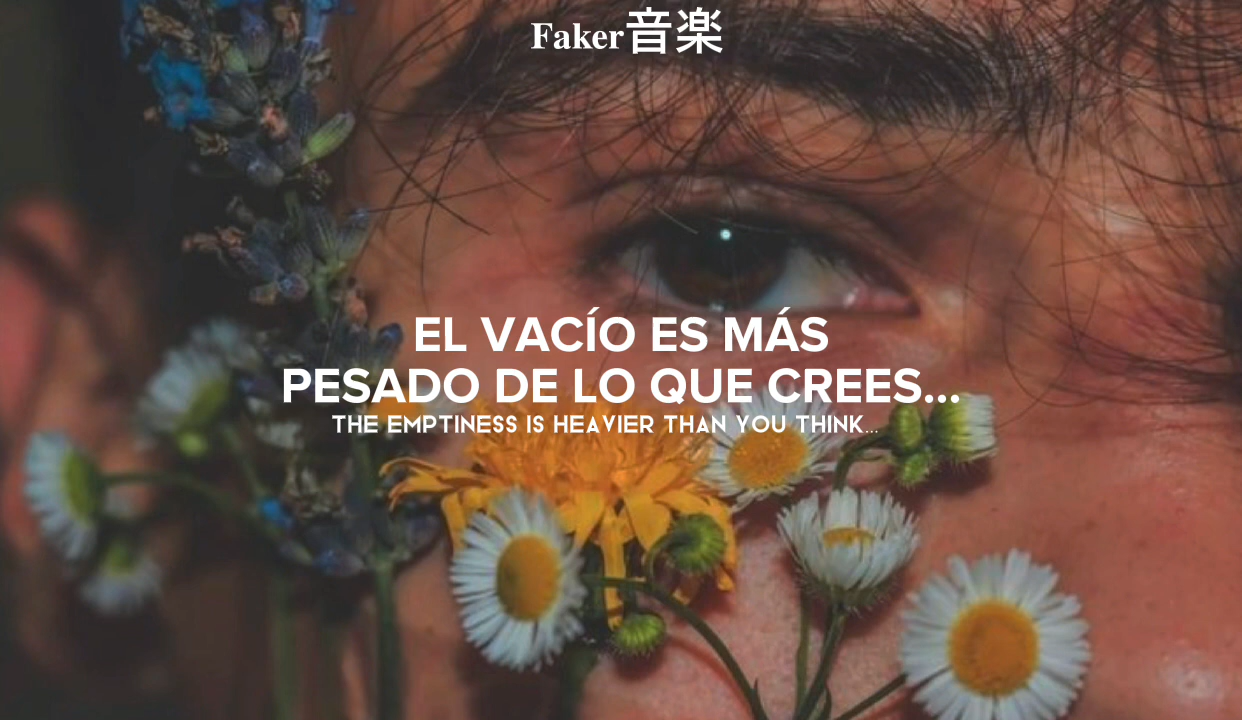 Faker音楽
EL VACÍO ES MÁS
PESADO DE LO QUE CREES...
THE EMPTINESS IS HEAVIER THAN YOU THINK...